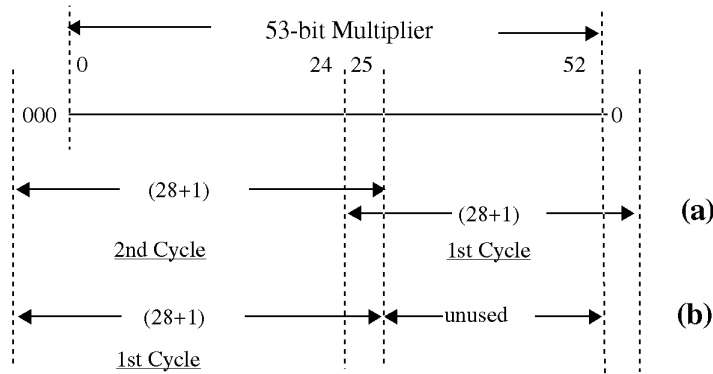 53-bit Multiplier
0 24 25 52
000 0
(28+1)
(28+1) (a)
2nd Cycle 1st Cycle
(28+1) unused (b)
1st Cycle